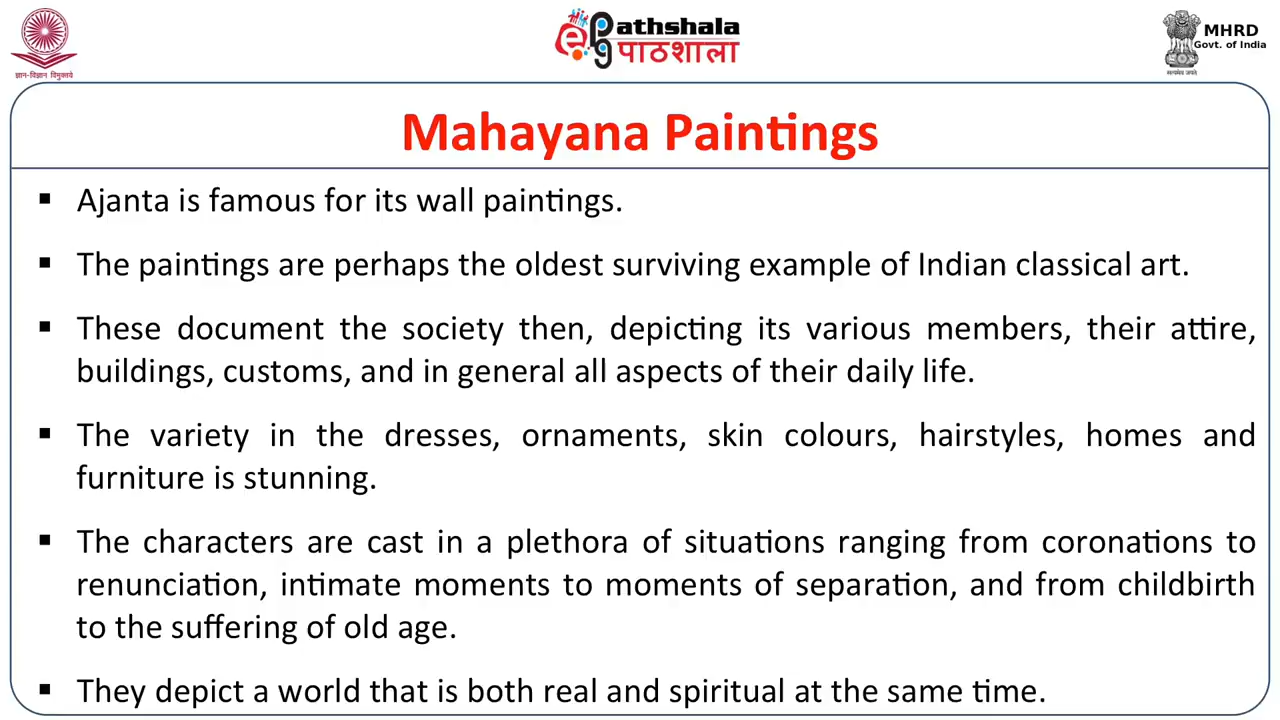 ज्ञान-विज्ञान विमुक्तये
ePathshala
पाठशाला
MHRD
Govt. of India
सत्यमेव जयते
Mahayana Paintings
▪ Ajanta is famous for its wall paintings.
▪ The paintings are perhaps the oldest surviving example of Indian classical art.
▪ These document the society then, depicting its various members, their attire,
buildings, customs, and in general all aspects of their daily life.
▪ The variety in the dresses, ornaments, skin colours, hairstyles, homes and
furniture is stunning.
▪ The characters are cast in a plethora of situations ranging from coronations to
renunciation, intimate moments to moments of separation, and from childbirth
to the suffering of old age.
▪ They depict a world that is both real and spiritual at the same time.